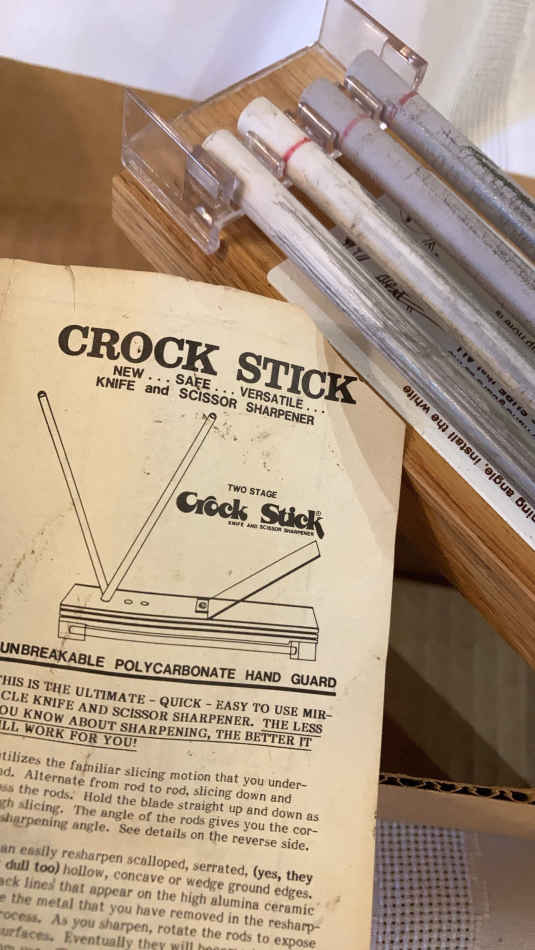 CROCK STICK
NEW ... SAFE ... VERSATILE ...
KNIFE and SCISSOR SHARPENER
TWO STAGE
Crock Stick®
KNIFE AND SCISSOR SHARPENER
UNBREAKABLE POLYCARBONATE HAND GUARD
THIS IS THE ULTIMATE - QUICK - EASY TO USE MIR-
CLE KNIFE AND SCISSOR SHARPENER. THE LESS
YOU KNOW ABOUT SHARPENING, THE BETTER IT
ILL WORK FOR YOU!
utilizes the familiar slicing motion that you under-
nd. Alternate from rod to rod, slicing down and
oss the rods. Hold the blade straight up and down as
gh slicing. The angle of the rods gives you the cor-
sharpening angle. See details on the reverse side.
an easily resharpen scalloped, serrated, (yes, they
dull too) hollow, concave or wedge ground edges.
ack lines that appear on the high alumina ceramic
e the metal that you have removed in the resharp-
rocess. As you sharpen, rotate the rods to expose
urfaces. Eventually they will
ning angle. Install the white